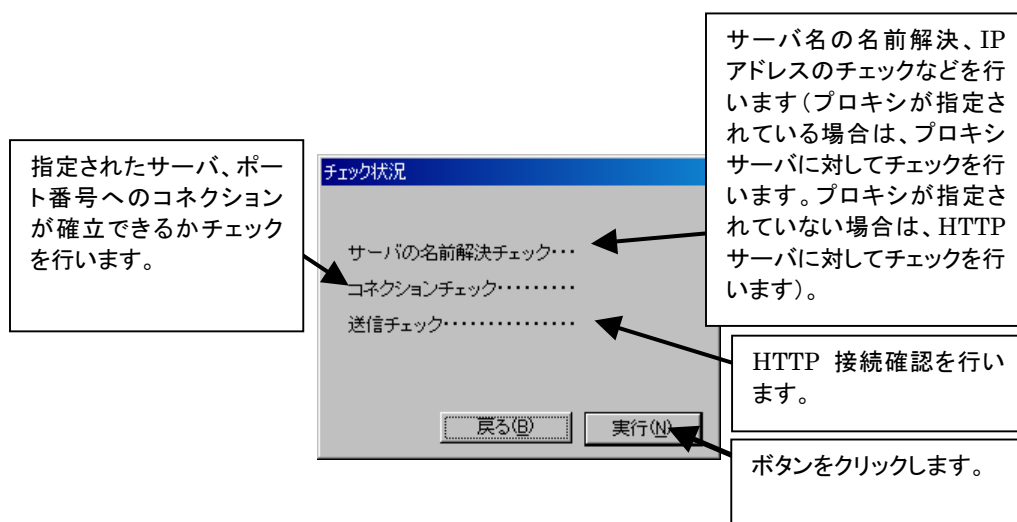 サーバ名の名前解決、IP
アドレスのチェックなどを行
います(プロキシが指定さ
れている場合は、プロキシ
サーバに対してチェックを行
います。プロキシが指定さ
れていない場合は、HTTP
サーバに対してチェックを行
います)。
指定されたサーバ、ポー
ト番号へのコネクション
が確立できるかチェック
を行います。
チェック状況
サーバの名前解決チェック・・・
コネクションチェック・・・・・・・・・
送信チェック・・・・・・・・・・・・・・・
戻る(B)
実行(N)
HTTP 接続確認を行い
ます。
ボタンをクリックします。